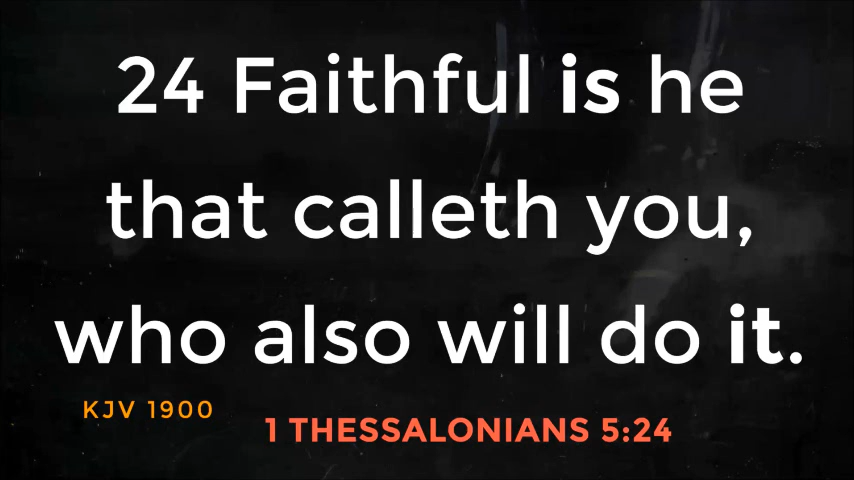 24 Faithful is he
that calleth you,
who also will do it.
KJV 1900
1 THESSALONIANS 5:24